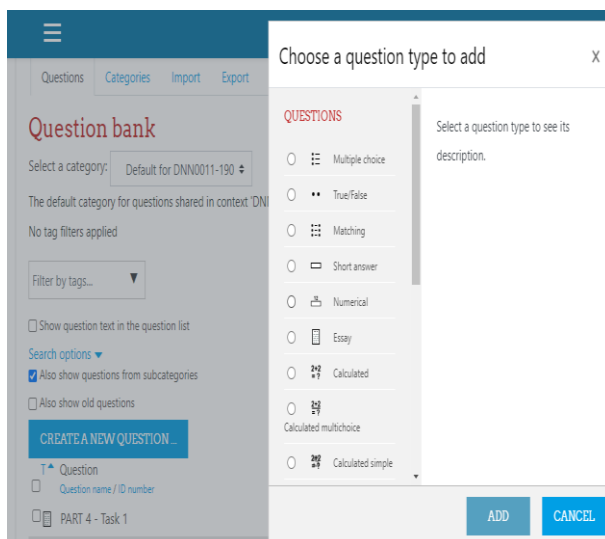 Choose a question type to add
x
Questions Categories Import Export
Question bank
Select a category: Default for DNN0011-190
The default category for questions shared in context 'DN
No tag filters applied
Filter by tags... ▼
Show question text in the question list
Search options
Also show questions from subcategories
Also show old questions
CREATE A NEW QUESTION ...
T Question
Question name / ID number
PART 4 - Task 1
QUESTIONS
Multiple choice
True/False
Matching
Short answer
Numerical
Essay
Calculated
Calculated multichoice
Calculated simple
Select a question type to see its
description.
ADD CANCEL